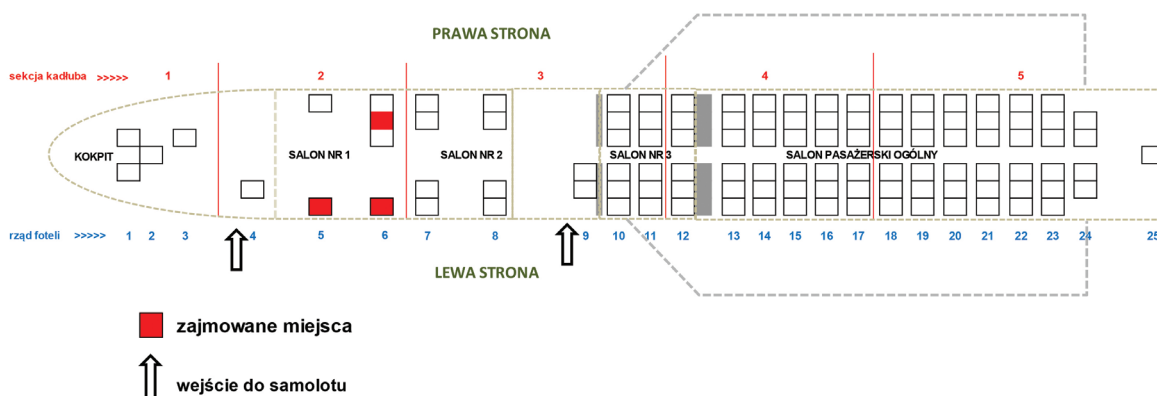 PRAWA STRONA
sekcja kadłuba >>>>> 1 2 3 4 5
KOKPIT SALON NR 1 SALON NR 2 SALON NR 3 SALON PASAŻERSKI OGÓLNY
rząd foteli >>>>> 1 2 3 4 5 6 7 8 9 10 11 12 13 14 15 16 17 18 19 20 21 22 23 24 25
LEWA STRONA
zajmowane miejsca
wejście do samolotu